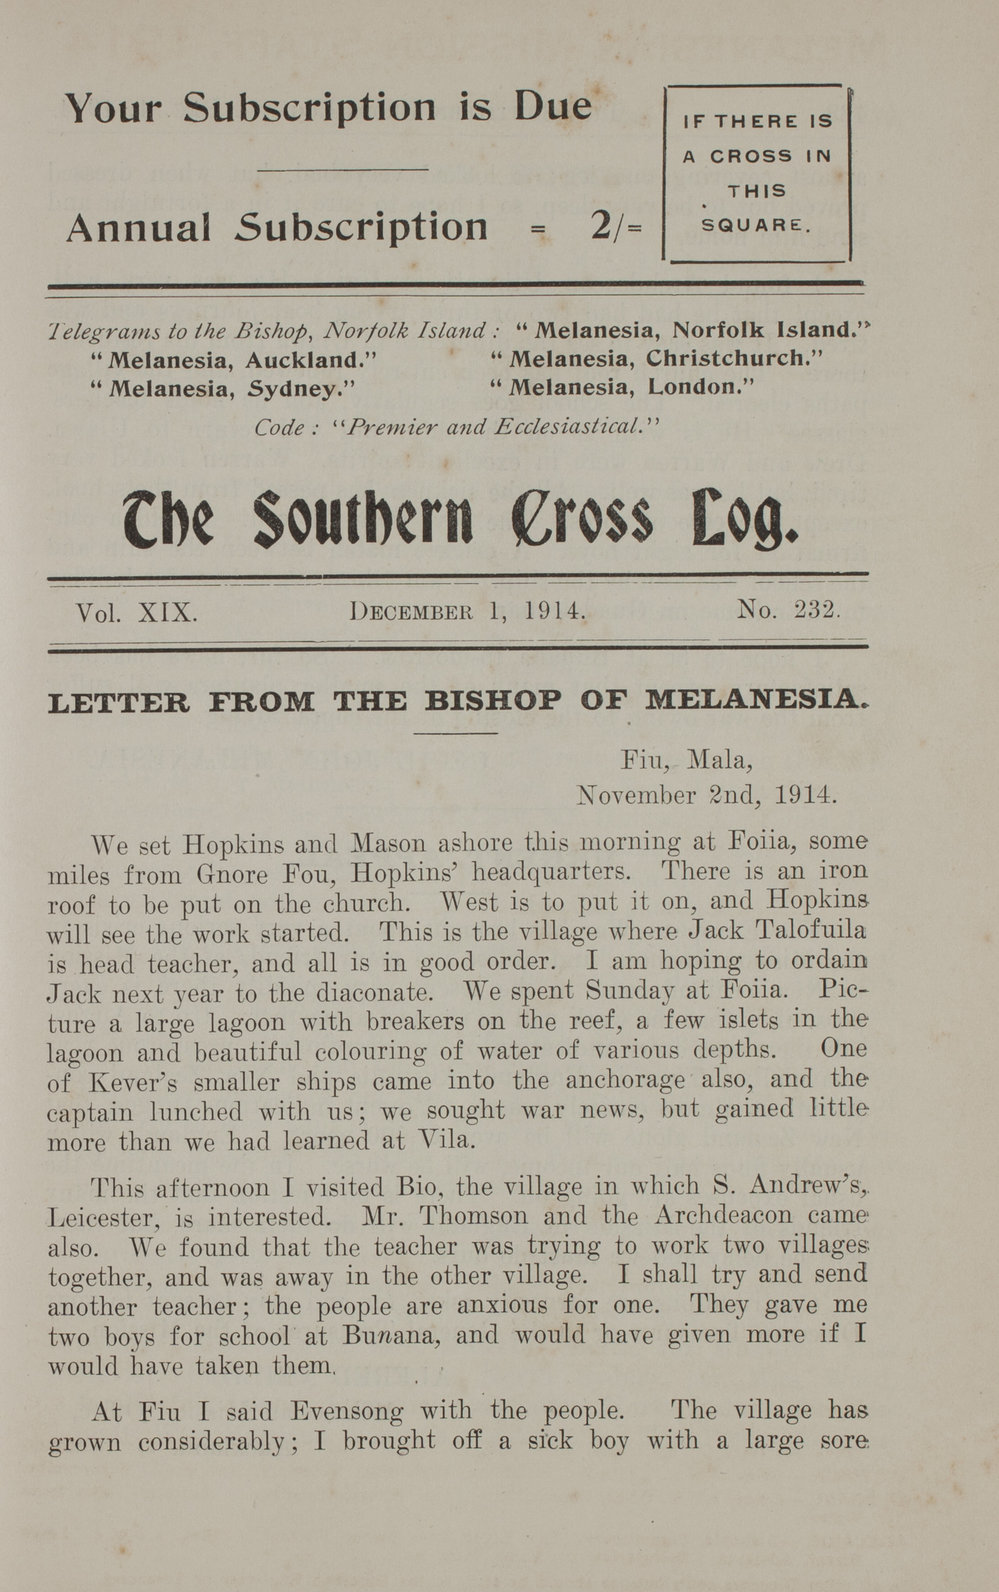 Your Subscription is Due
Annual Subscription = 2/=
IF THERE IS
A CROSS IN
THIS
SQUARE.
Telegrams to the Bishop, Norfolk Island : “ Melanesia, Norfolk Island.”
“ Melanesia, Auckland.” “ Melanesia, Christchurch.”
“ Melanesia, Sydney.” “ Melanesia, London.”
Code : “Premier and Ecclesiastical.”
The Southern Cross Log.
Vol. XIX. December 1, 1914. No. 232.
LETTER FROM THE BISHOP OF MELANESIA.
Fiu, Mala,
November 2nd, 1914.
We set Hopkins and Mason ashore this morning at Foiia, some
miles from Gnore Fou, Hopkins’ headquarters. There is an iron
roof to be put on the church. West is to put it on, and Hopkins
will see the work started. This is the village where Jack Talofuila
is head teacher, and all is in good order. I am hoping to ordain
Jack next year to the diaconate. We spent Sunday at Foiia. Pic-
ture a large lagoon with breakers on the reef, a few islets in the
lagoon and beautiful colouring of water of various depths. One
of Kever’s smaller ships came into the anchorage also, and the
captain lunched with us; we sought war news, but gained little
more than we had learned at Vila.
This afternoon I visited Bio, the village in which S. Andrew’s,
Leicester, is interested. Mr. Thomson and the Archdeacon came
also. We found that the teacher was trying to work two villages
together, and was away in the other village. I shall try and send
another teacher; the people are anxious for one. They gave me
two boys for school at Bunana, and would have given more if I
would have taken them.
At Fiu I said Evensong with the people. The village has
grown considerably; I brought off a sick boy with a large sore